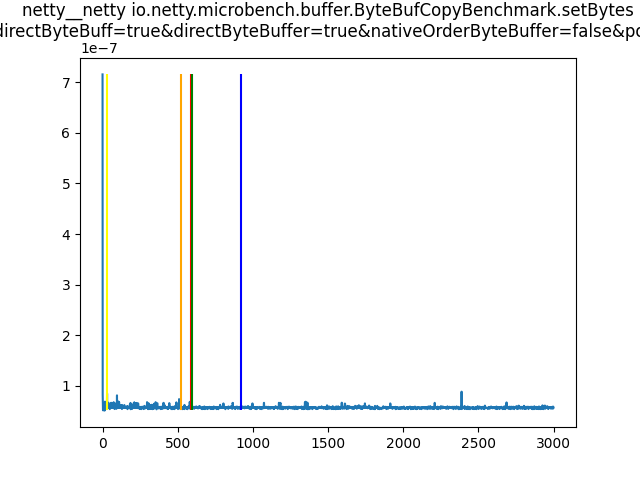 netty__netty io.netty.microbench.buffer.ByteBufCopyBenchmark.setBytes
directByteBuff=true&directByteBuffer=true&nativeOrderByteBuffer=false&po
1e−7
7
6
5
4
3
2
1
0 500 1000 1500 2000 2500 3000